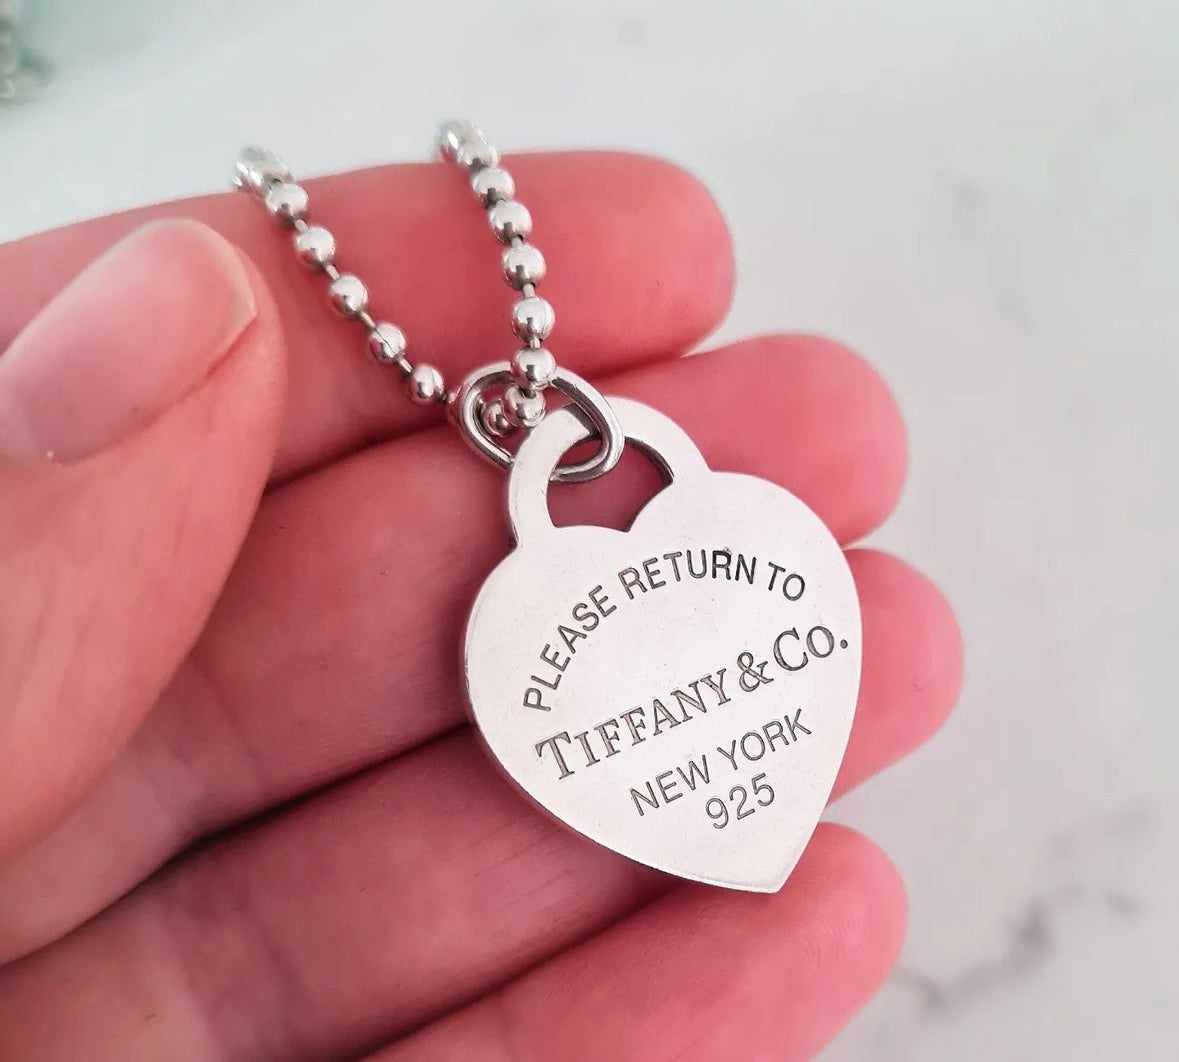 PLEASE RETURN TO
TIFFANY & CO.
NEW YORK
925